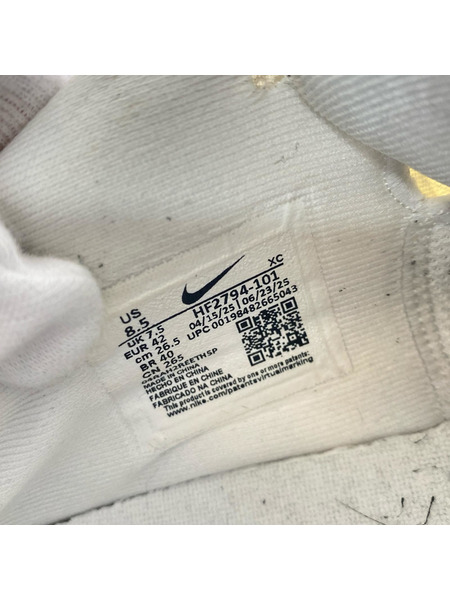 XC
US
8.5
UK 7.5
EUR 42
cm 26.5
BR 40
CN 265
HF2794-101
04/15/25 | 06/23/25
UPC 00198482665043
MADE IN CHINA
HECHO EN CHINA
FABRIQUE EN CHINE
FABRICADO NA CHINA
This product is covered by one or more patents:
www.nike.com/patentsvirtualmarking